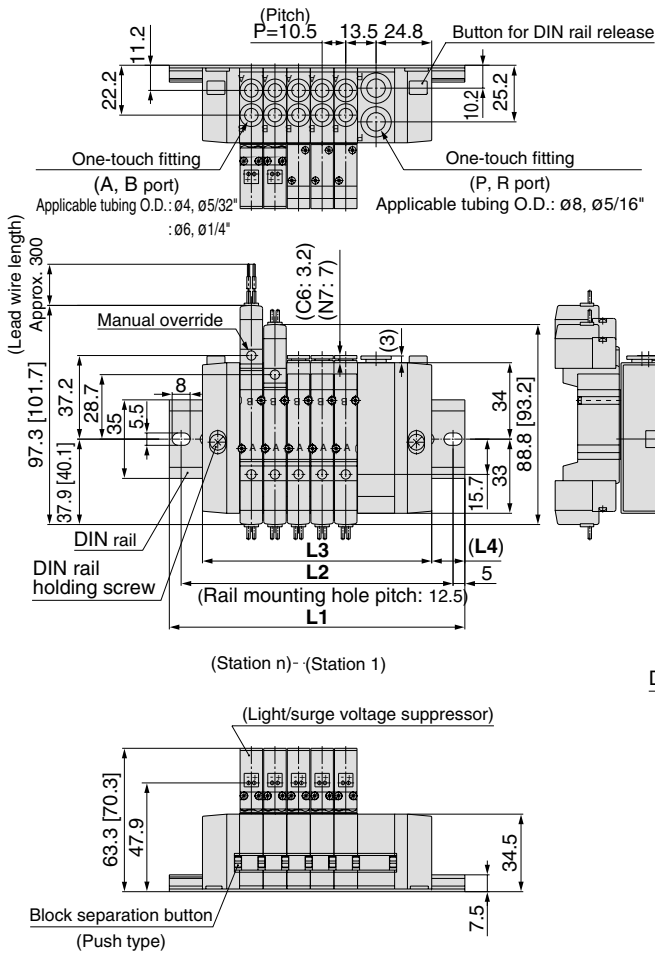 (Pitch)
P=10.5 13.5 24.8
Button for DIN rail release
11.2
22.2
10.2
25.2
One-touch fitting
(A, B port)
Applicable tubing O.D.: ø4, ø5/32"
: ø6, ø1/4"
One-touch fitting
(P, R port)
Applicable tubing O.D.: ø8, ø5/16"
(Lead wire length)
Approx. 300
(C6: 3.2)
(N7: 7)
(3)
Manual override
97.3 [101.7]
37.2
28.7
35
5.5
8
37.9 [40.1]
B B B B B
A A A A A
34
33
15.7
88.8 [93.2]
DIN rail
DIN rail
holding screw
L3
(L4)
L2
5
(Rail mounting hole pitch: 12.5)
L1
(Station n)- -(Station 1)
D
(Light/surge voltage suppressor)
63.3 [70.3]
47.9
34.5
7.5
Block separation button
(Push type)